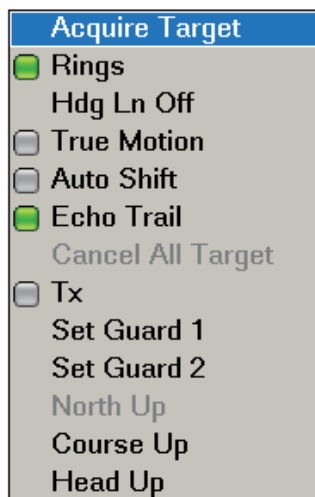 Acquire Target
Rings
Hdg Ln Off
True Motion
Auto Shift
Echo Trail
Cancel All Target
Tx
Set Guard 1
Set Guard 2
North Up
Course Up
Head Up